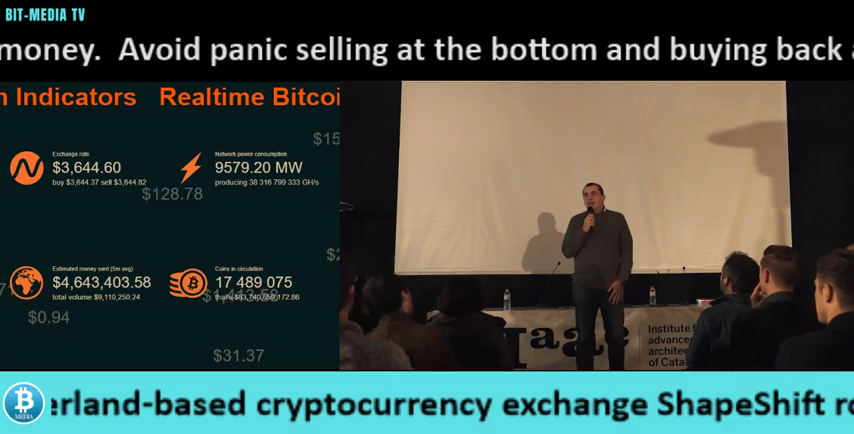 BIT-MEDIA TV
money. Avoid panic selling at the bottom and buying back
Indicators
Realtime Bitcoi
$15
Exchange rate
$3,644.60
buy $3,644.37 sell $3,644.82
Network power consumption
9579.20 MW
producing 38 316 799 333 GH/s
$128.78
Estimated money sent (5m avg)
$4,643,403.58
total volume $9,110,250.24
Coins in circulation
17 489 075
$0.94
$31.37
Iaac
Institute f
advance
archite
of Catal
B
MEDIA
erland-based cryptocurrency exchange ShapeShift ro